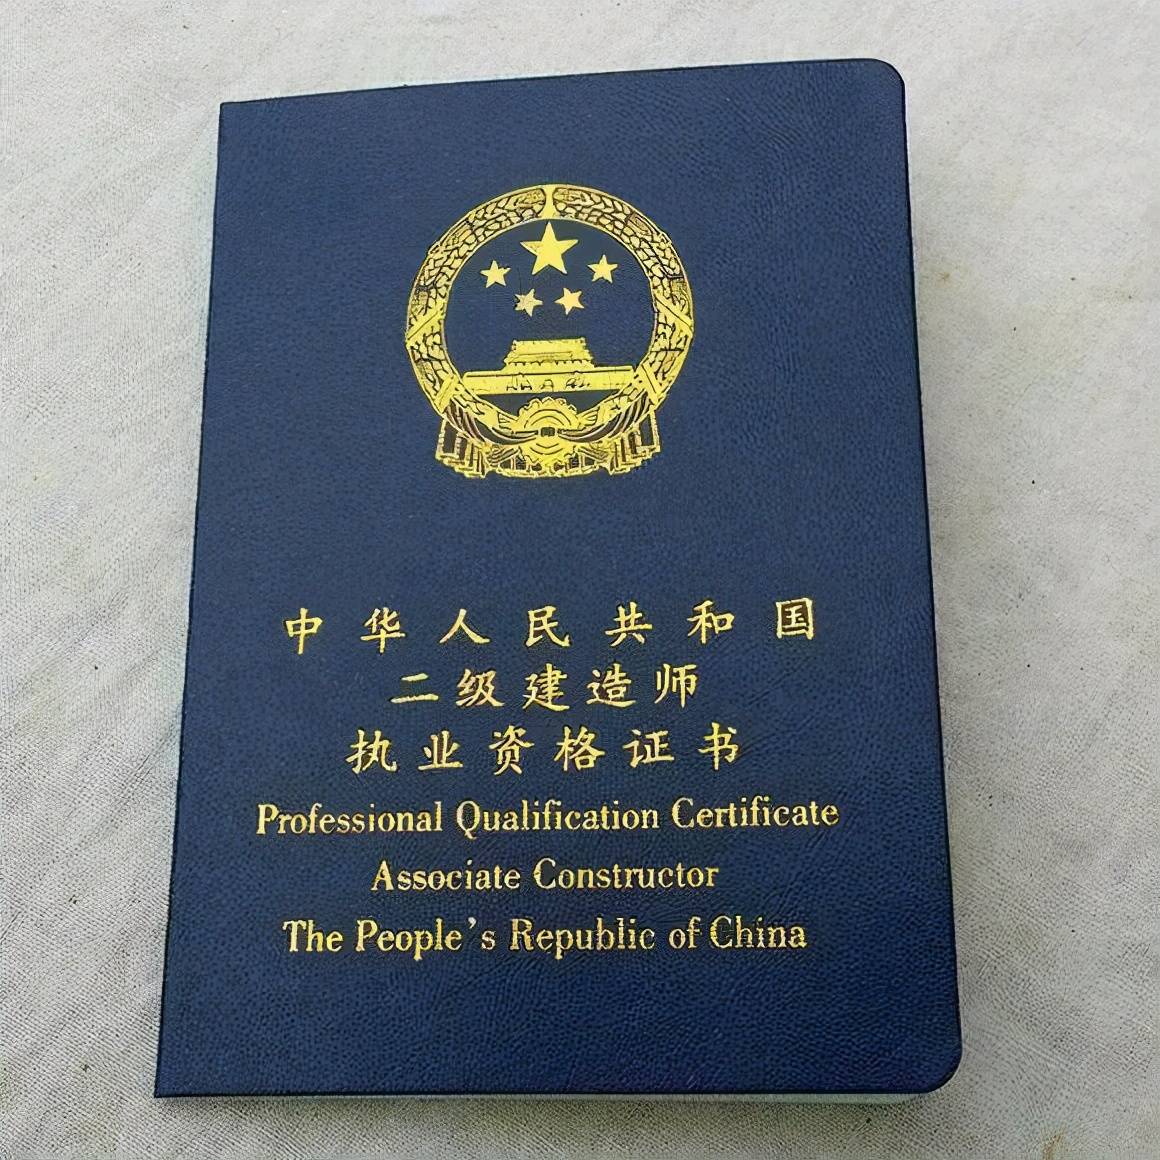 中华人民共和国
二级建造师
执业资格证书
Professional Qualification Certificate
Associate Constructor
The People's Republic of China